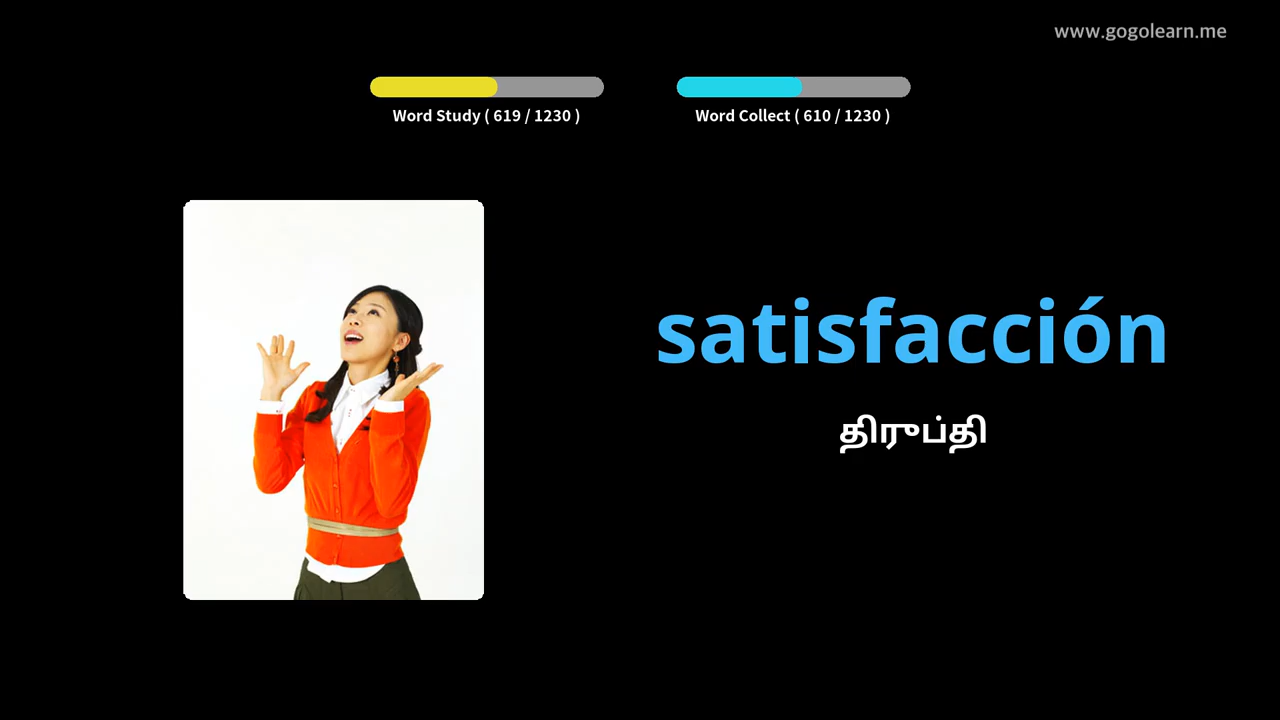 www.gogolearn.me
Word Study ( 619 / 1230 )
Word Collect ( 610 / 1230 )
satisfacción
திருப்தி